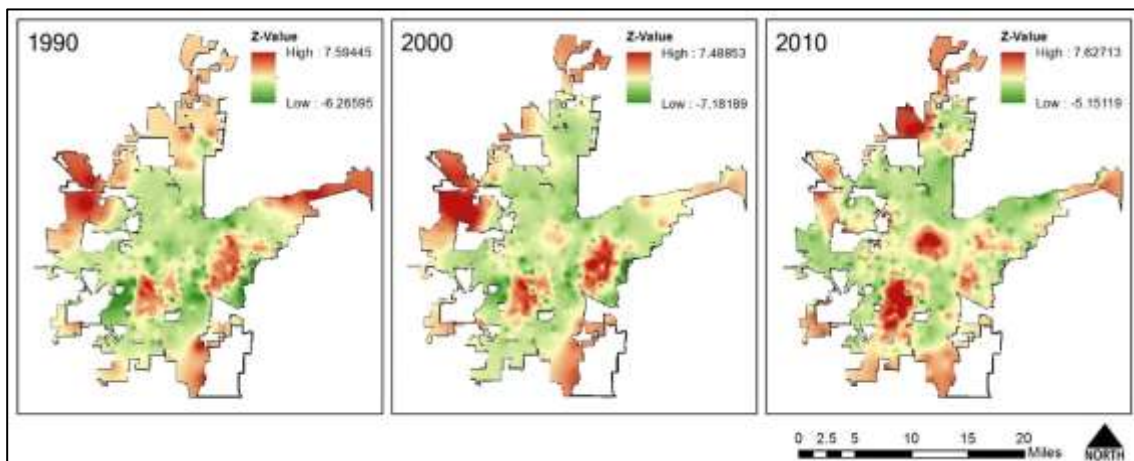 1990
Z-Value
High : 7.59445
Low : -6.26595
2000
Z-Value
High : 7.48853
Low : -7.18189
2010
Z-Value
High : 7.62713
Low : -5.15119
0 2.5 5 10 15 20
Miles
NORTH